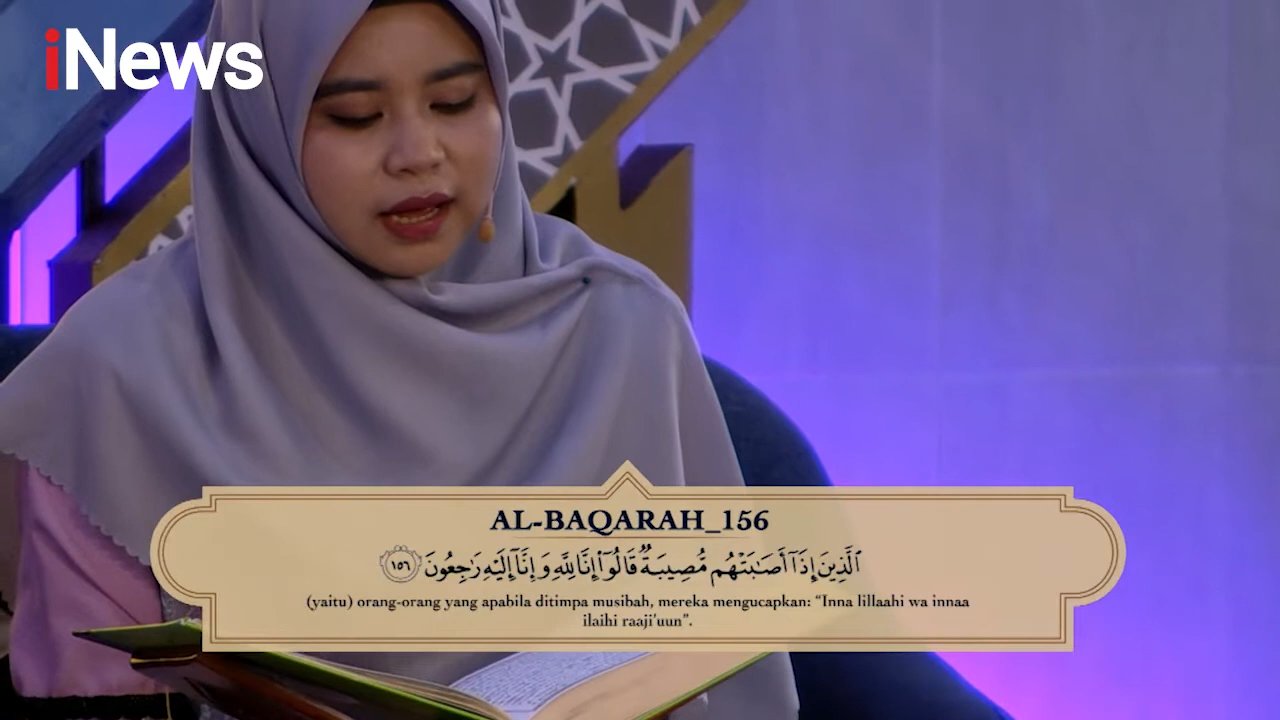 iNews
AL-BAQARAH_156
ٱلَّذِينَ إِذَآ أَصَٰبَتْهُم مُّصِيبَةٌ قَالُوٓا۟ إِنَّا لِلَّهِ وَإِنَّآ إِلَيْهِ رَٰجِعُونَ ١٥٦
(yaitu) orang-orang yang apabila ditimpa musibah, mereka mengucapkan: “Inna lillaahi wa innaa
ilaihi raaji’uun”.